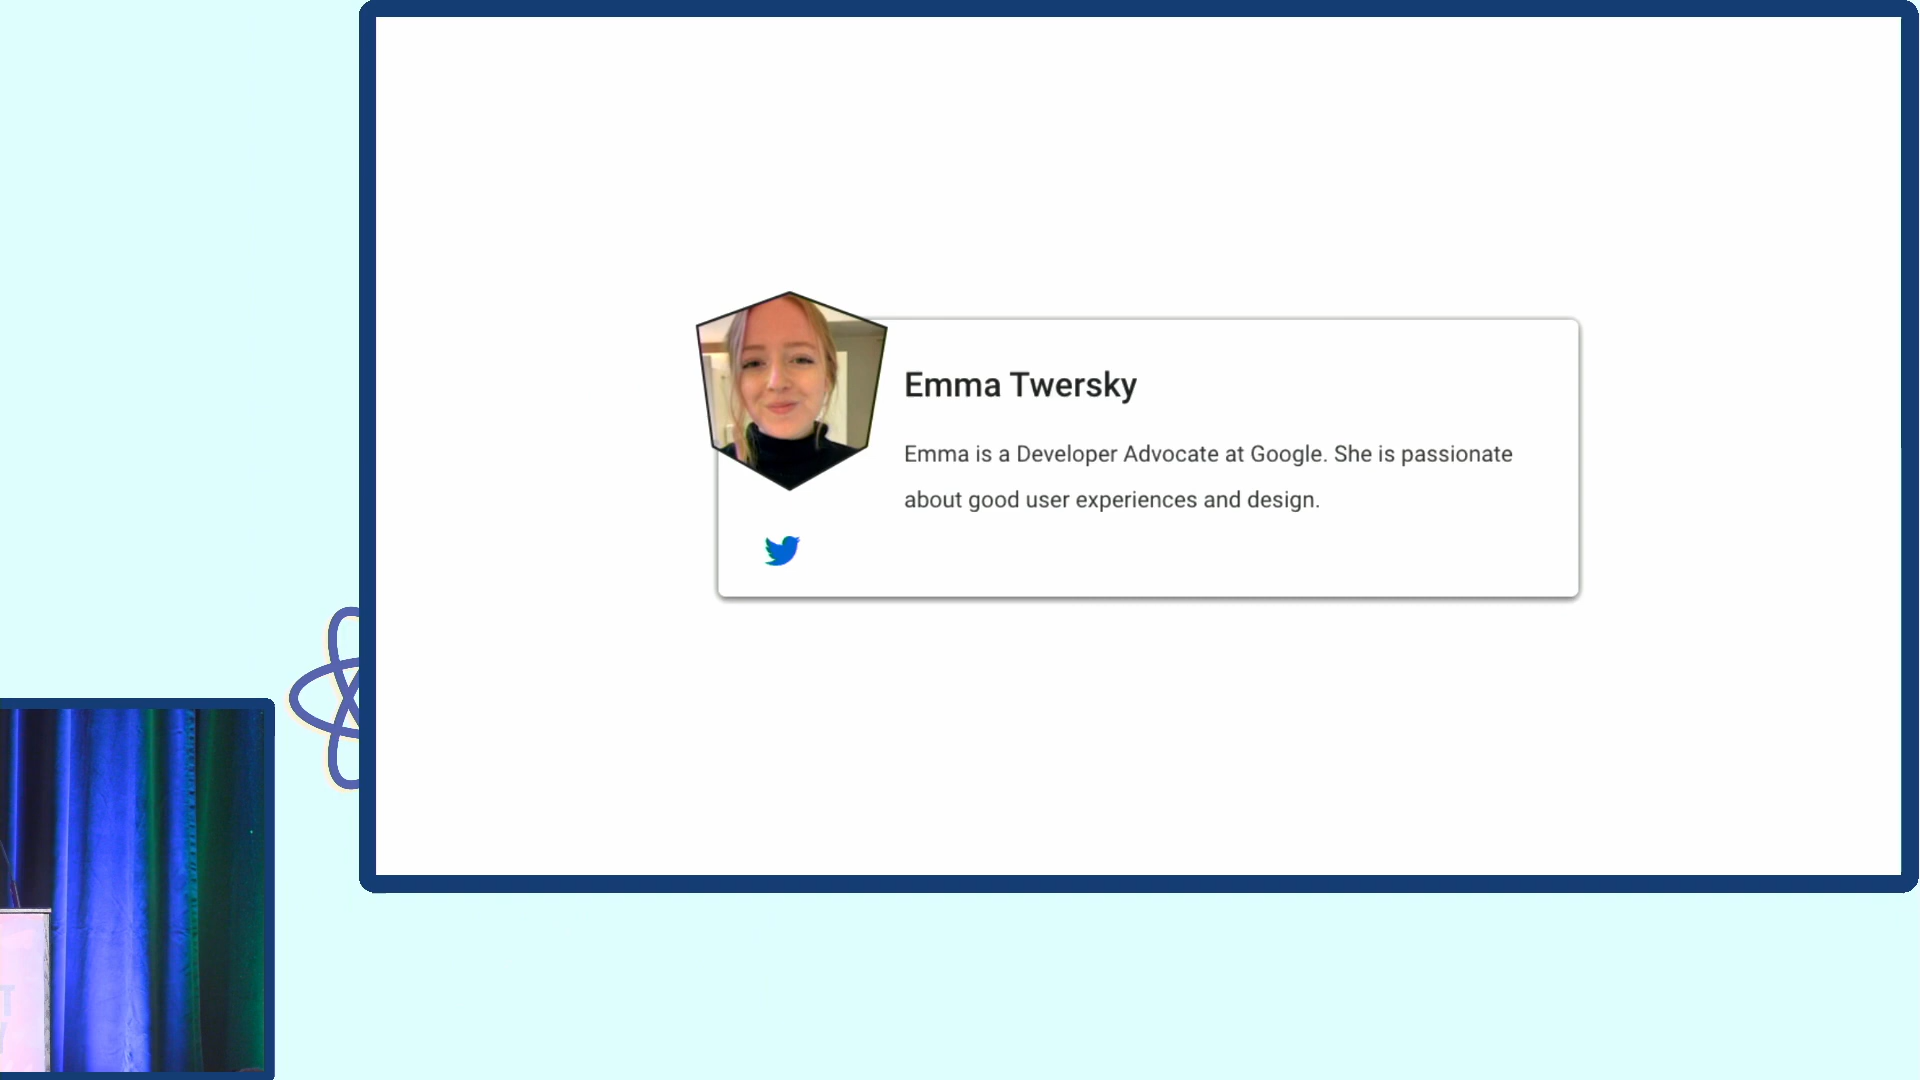 Emma Twersky
Emma is a Developer Advocate at Google. She is passionate
about good user experiences and design.
T
Y